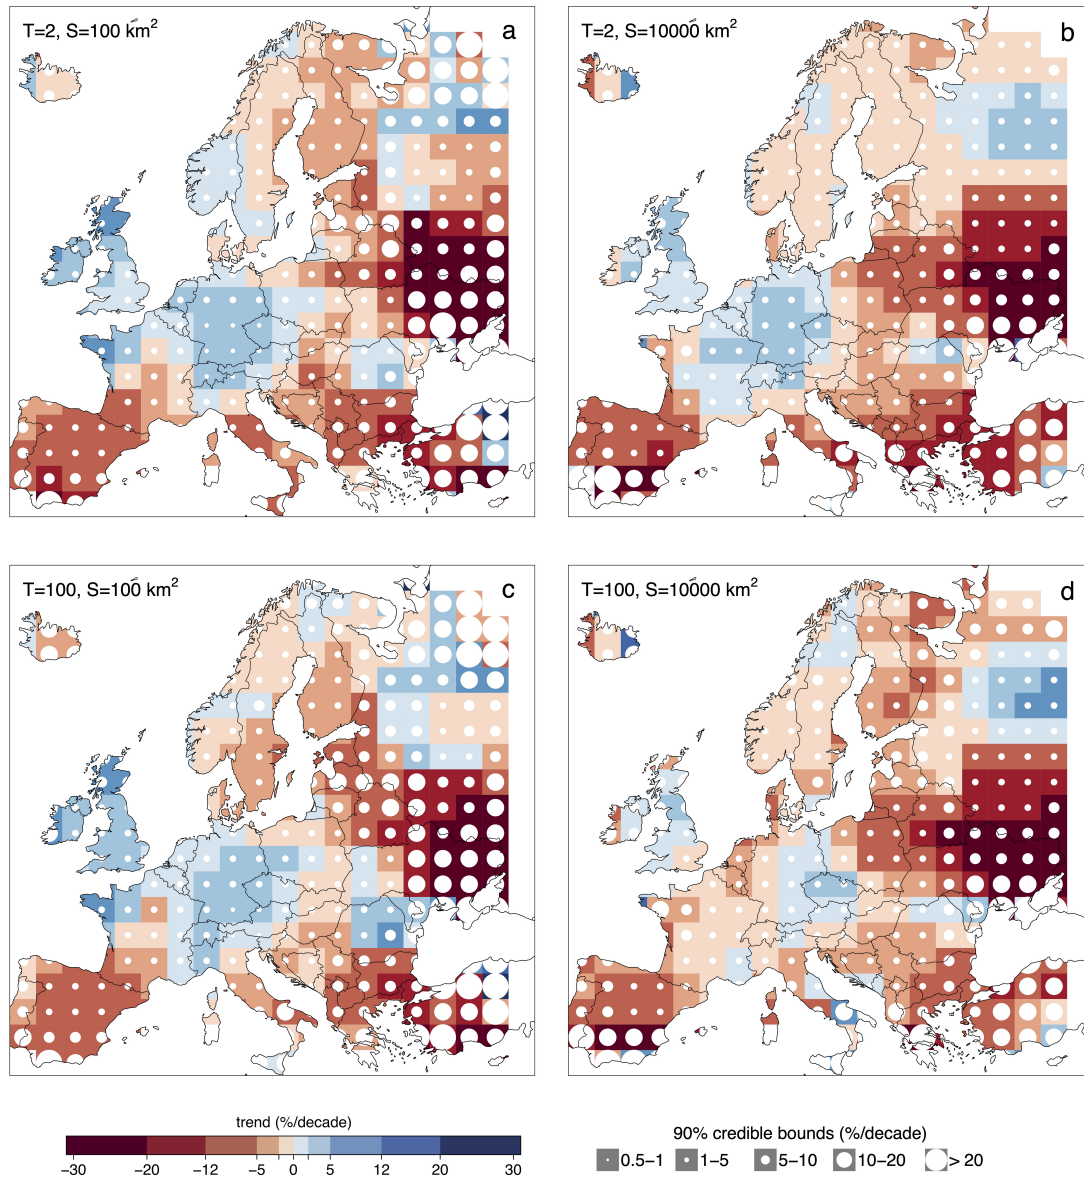 T=2, S=100 km²
a
T=2, S=10000 km²
b
T=100, S=100 km²
c
T=100, S=10000 km²
d
trend (%/decade)
−30 −20 −12 −5 0 2 5 12 20 30
90% credible bounds (%/decade)
0.5−1 1−5 5−10 10−20 > 20